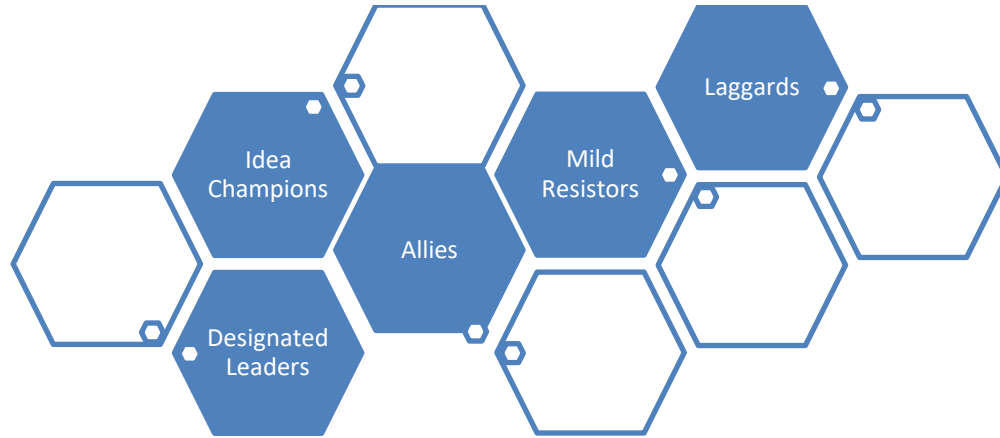 Laggards
Idea
Champions
Mild
Resistors
Allies
Designated
Leaders